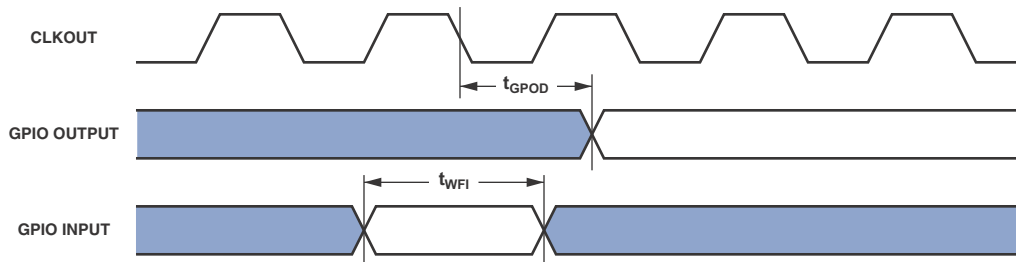 CLKOUT
tGPOD
GPIO OUTPUT
tWFI
GPIO INPUT